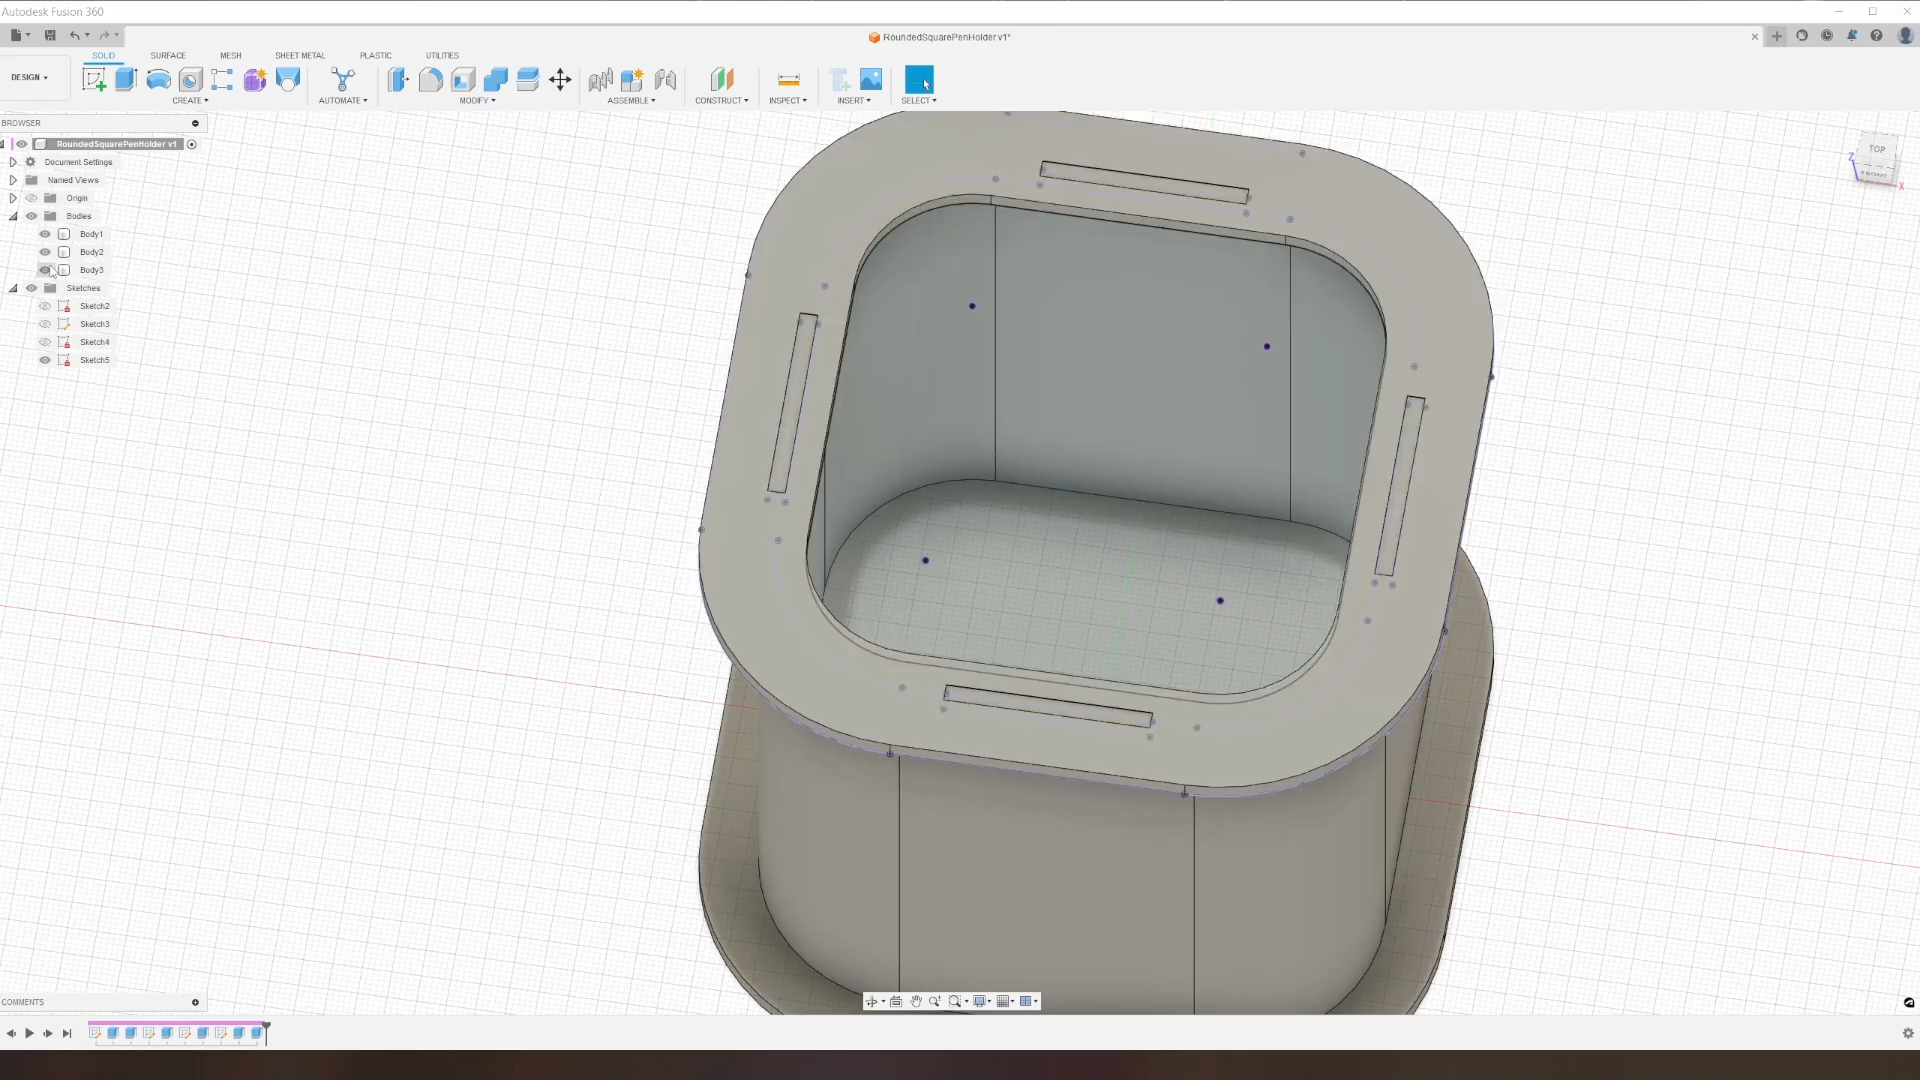 Autodesk Fusion 360
RoundedSquarePenHolder v1*
SOLID SURFACE MESH SHEET METAL PLASTIC UTILITIES
DESIGN
CREATE AUTOMATE MODIFY ASSEMBLE CONSTRUCT INSPECT INSERT SELECT
BROWSER
RoundedSquarePenHolder v1
Document Settings
Named Views
Origin
Bodies
Body1
Body2
Body3
Sketches
Sketch2
Sketch3
Sketch4
Sketch5
TOP
Z
FRONT
X
COMMENTS